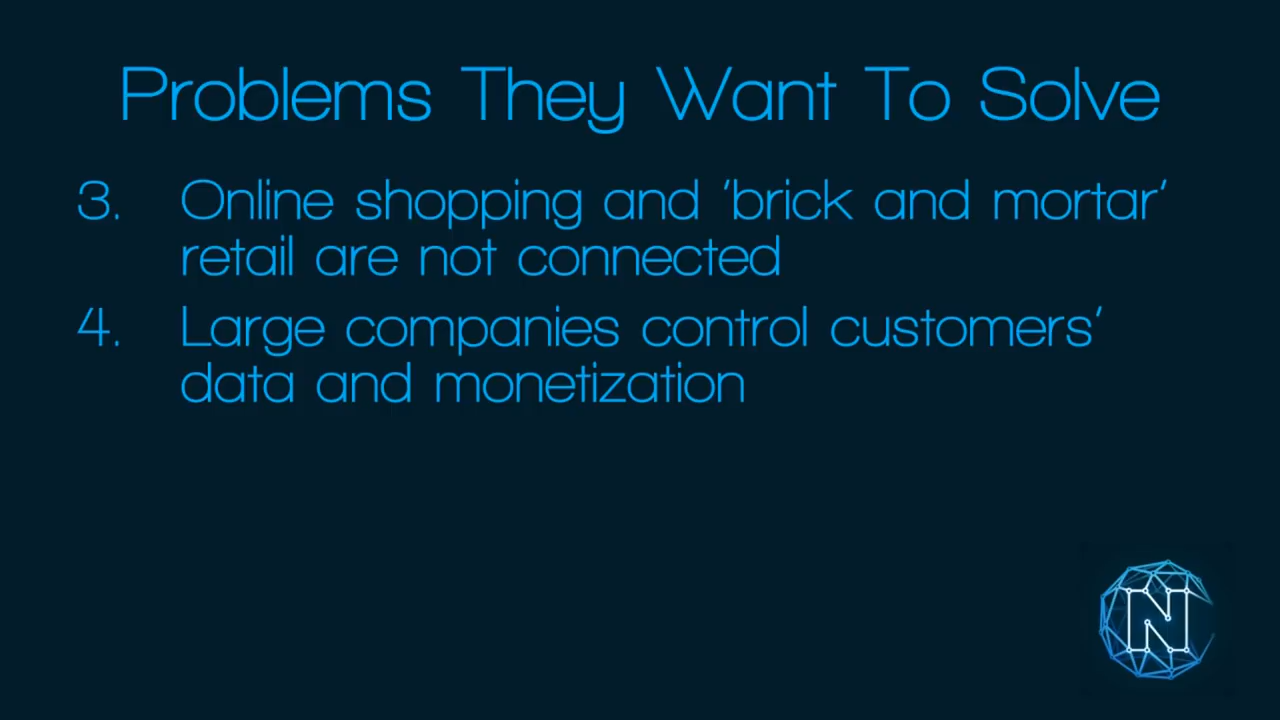 Problems They Want To Solve
3. Online shopping and ‘brick and mortar’
retail are not connected
4. Large companies control customers’
data and monetization
N